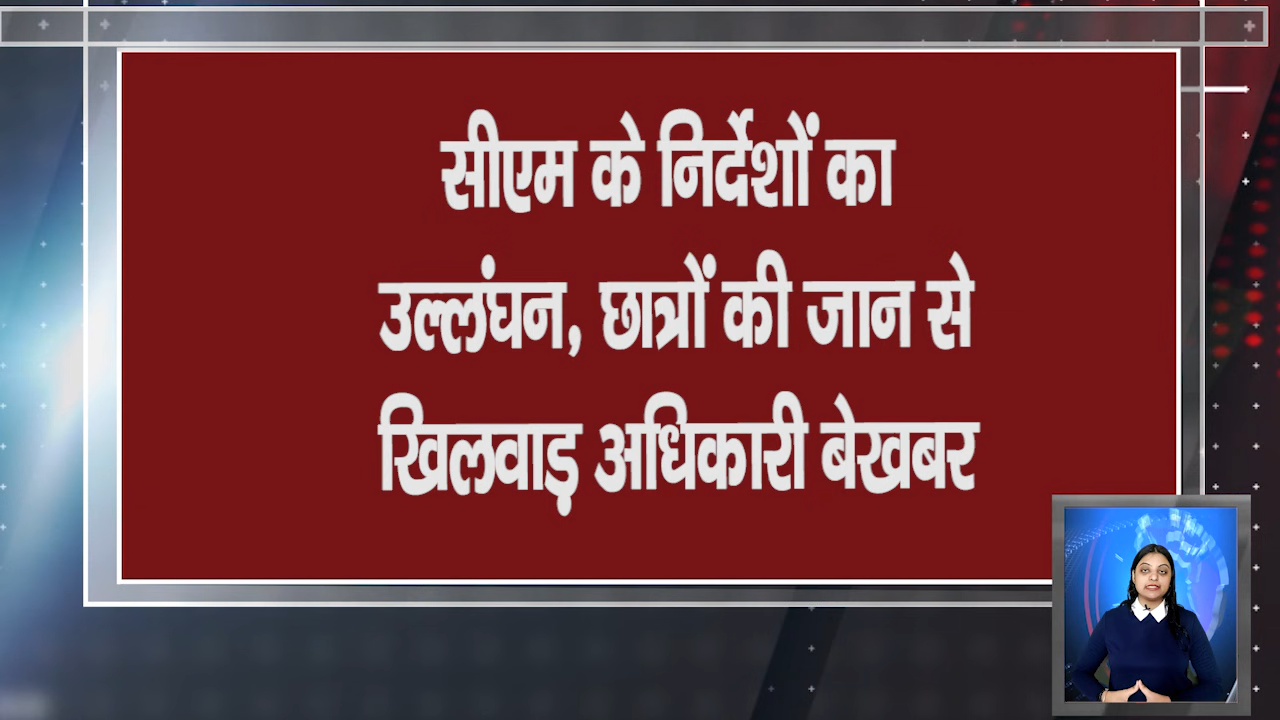 सीएम के निर्देशों का
उल्लंघन, छात्रों की जान से
खिलवाड़ अधिकारी बेखबर